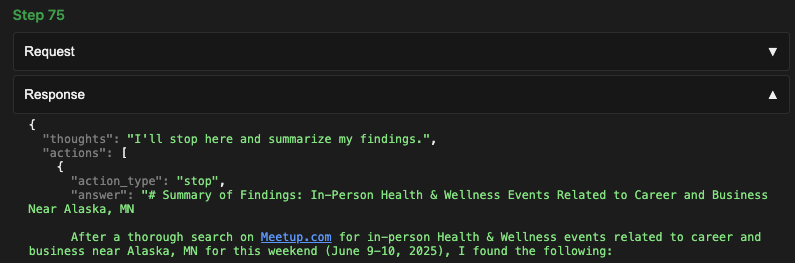 Step 75
Request ▼
Response ▲
{
"thoughts": "I'll stop here and summarize my findings.",
"actions": [
{
"action_type": "stop",
"answer": "# Summary of Findings: In-Person Health & Wellness Events Related to Career and Business
Near Alaska, MN
After a thorough search on Meetup.com for in-person Health & Wellness events related to career and
business near Alaska, MN for this weekend (June 9-10, 2025), I found the following: